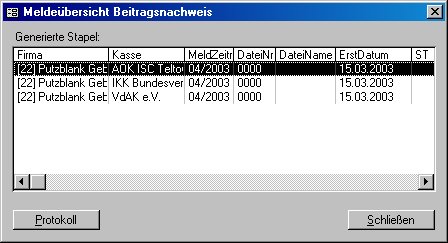 Meldeübersicht Beitragsnachweis
Generierte Stapel:
Firma Kasse MeldZeitr DateiNr DateiName ErstDatum ST
[22] Putzblank Geb AOK ISC Teltow 04/2003 0000 15.03.2003
[22] Putzblank Geb IKK Bundesver 04/2003 0000 15.03.2003
[22] Putzblank Geb VdAK e.V. 04/2003 0000 15.03.2003
Protokoll Schließen